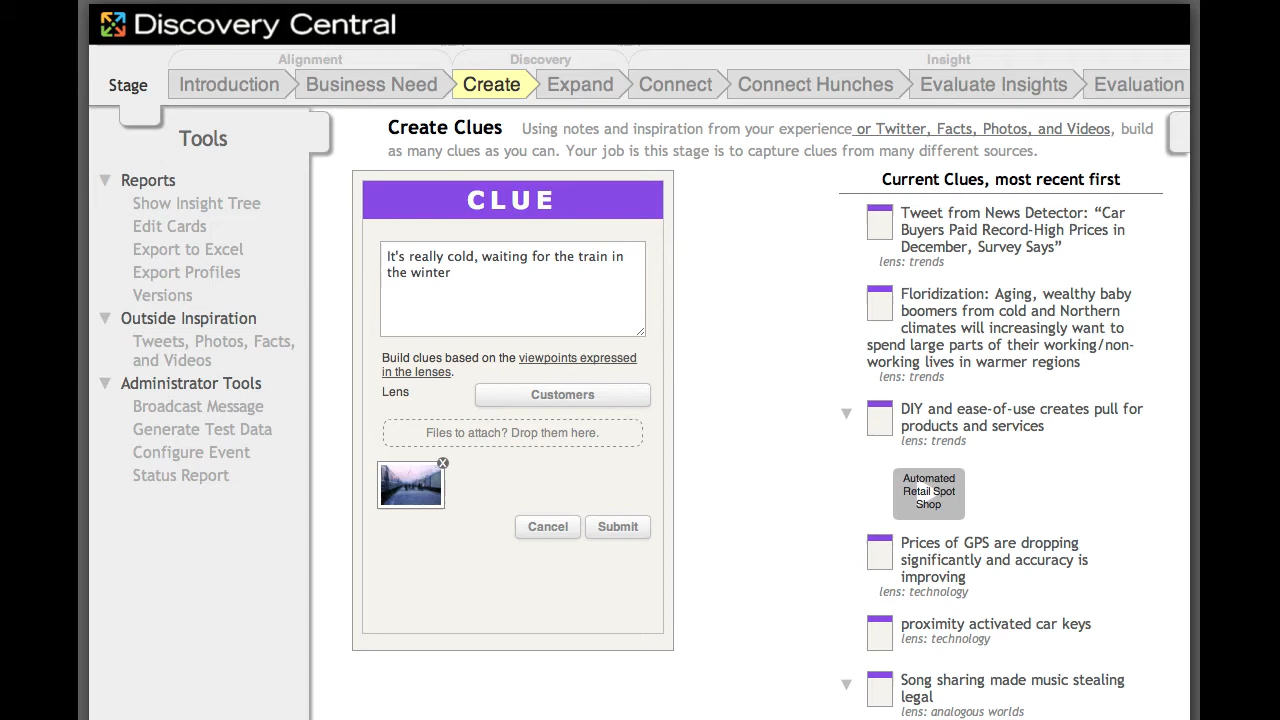 Discovery Central
Alignment
Discovery
Insight
Stage
Introduction
Business Need
Create
Expand
Connect
Connect Hunches
Evaluate Insights
Evaluation
Tools
Reports
Show Insight Tree
Edit Cards
Export to Excel
Export Profiles
Versions
Outside Inspiration
Tweets, Photos, Facts,
and Videos
Administrator Tools
Broadcast Message
Generate Test Data
Configure Event
Status Report
Create Clues Using notes and inspiration from your experience or Twitter, Facts, Photos, and Videos, build
as many clues as you can. Your job is this stage is to capture clues from many different sources.
CLUE
It's really cold, waiting for the train in
the winter
Build clues based on the viewpoints expressed
in the lenses.
Lens
Customers
Files to attach? Drop them here.
Cancel
Submit
Current Clues, most recent first
Tweet from News Detector: “Car
Buyers Paid Record-High Prices in
December, Survey Says”
lens: trends
Floridization: Aging, wealthy baby
boomers from cold and Northern
climates will increasingly want to
spend large parts of their working/non-
working lives in warmer regions
lens: trends
DIY and ease-of-use creates pull for
products and services
lens: trends
Automated
Retail Spot
Shop
Prices of GPS are dropping
significantly and accuracy is
improving
lens: technology
proximity activated car keys
lens: technology
Song sharing made music stealing
legal
lens: analogous worlds